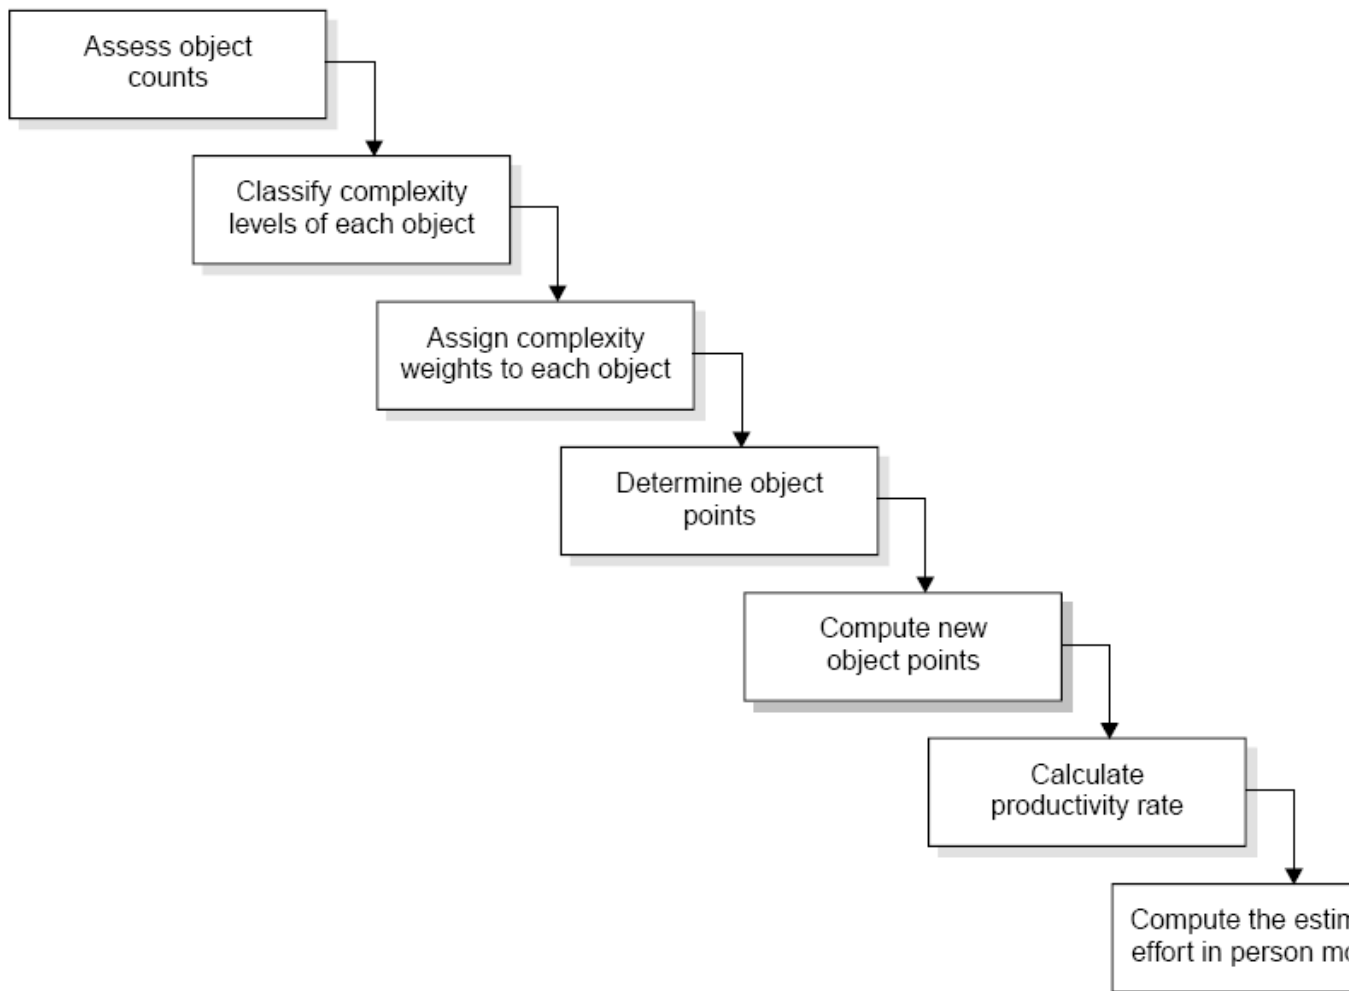 Assess object
counts
Classify complexity
levels of each object
Assign complexity
weights to each object
Determine object
points
Compute new
object points
Calculate
productivity rate
Compute the
effort in person